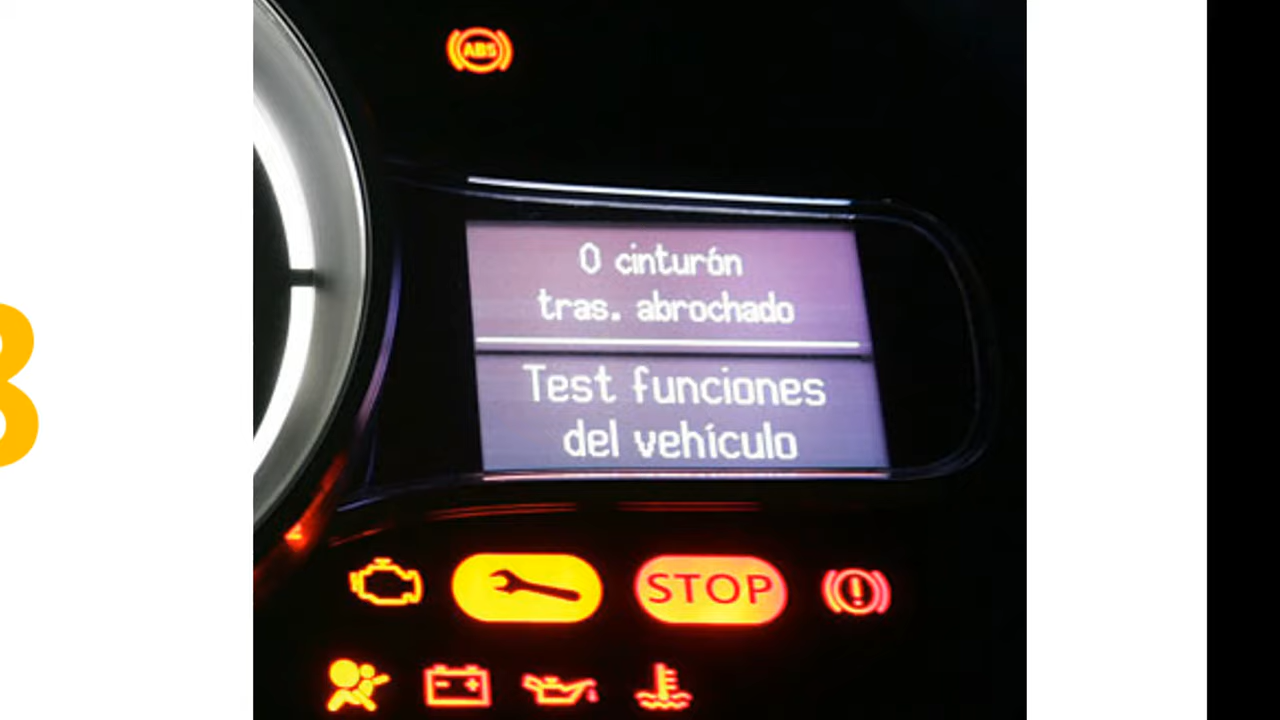 ABS
0 cinturón
tras. abrochado
Test funciones
del vehículo
STOP